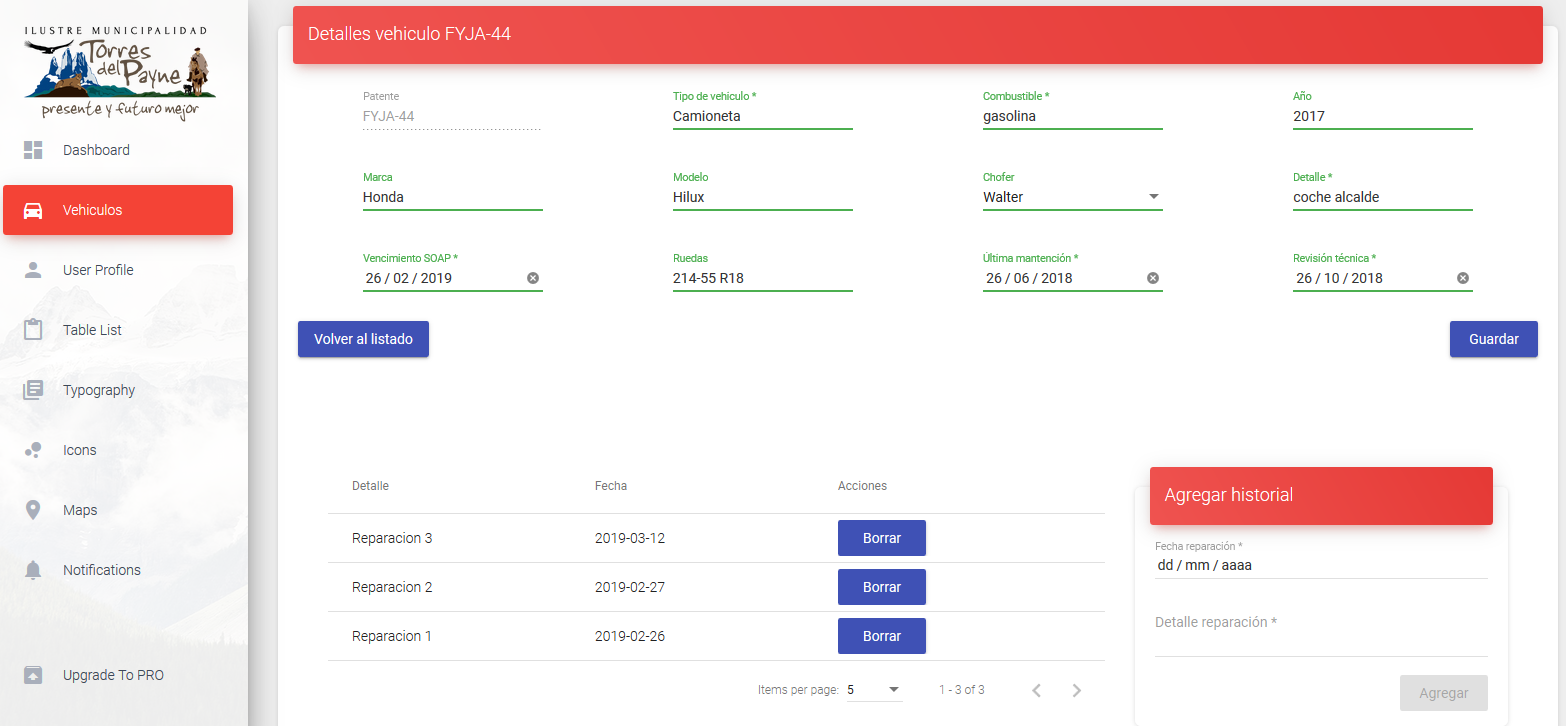 ILUSTRE MUNICIPALIDAD
Torres
del Payne
presente y futuro mejor
Dashboard
Vehiculos
User Profile
Table List
Typography
Icons
Maps
Notifications
Upgrade To PRO
Detalles vehiculo FYJA-44
Patente Tipo de vehiculo * Combustible * Año
FYJA-44 Camioneta gasolina 2017
Marca Modelo Chofer Detalle *
Honda Hilux Walter coche alcalde
Vencimiento SOAP * Ruedas Última mantención * Revisión técnica *
26 / 02 / 2019 214-55 R18 26 / 06 / 2018 26 / 10 / 2018
Volver al listado Guardar
Detalle Fecha Acciones
Reparacion 3 2019-03-12 Borrar
Reparacion 2 2019-02-27 Borrar
Reparacion 1 2019-02-26 Borrar
Items per page: 5 1 - 3 of 3
Agregar historial
Fecha reparación *
dd / mm / aaaa
Detalle reparación *
Agregar